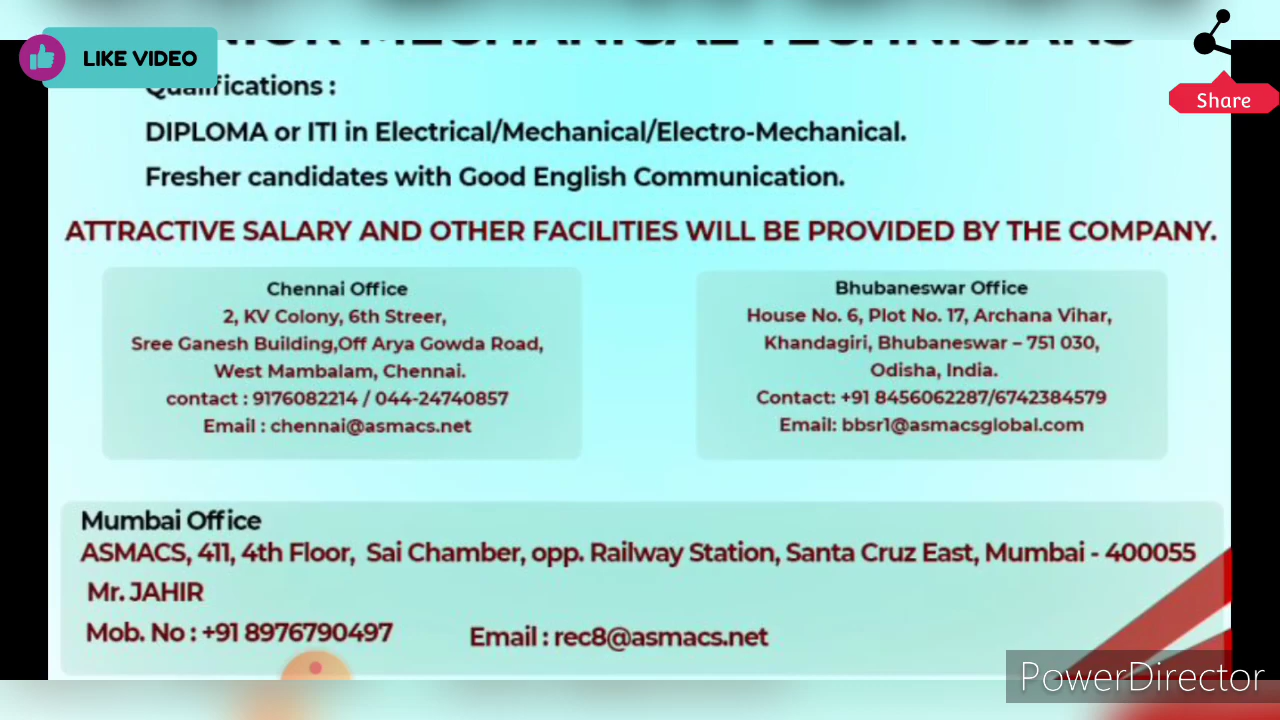 MECHANICAL TECHNICIANS
LIKE VIDEO
Share
Qualifications :
DIPLOMA or ITI in Electrical/Mechanical/Electro-Mechanical.
Fresher candidates with Good English Communication.
ATTRACTIVE SALARY AND OTHER FACILITIES WILL BE PROVIDED BY THE COMPANY.
Chennai Office
2, KV Colony, 6th Streer,
Sree Ganesh Building,Off Arya Gowda Road,
West Mambalam, Chennai.
contact : 9176082214 / 044-24740857
Email : chennai@asmacs.net
Bhubaneswar Office
House No. 6, Plot No. 17, Archana Vihar,
Khandagiri, Bhubaneswar – 751 030,
Odisha, India.
Contact: +91 8456062287/6742384579
Email: bbsr1@asmacsglobal.com
Mumbai Office
ASMACS, 411, 4th Floor, Sai Chamber, opp. Railway Station, Santa Cruz East, Mumbai - 400055
Mr. JAHIR
Mob. No : +91 8976790497
Email : rec8@asmacs.net
PowerDirector